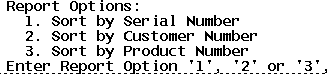 Report Options:
1. Sort by Serial Number
2. Sort by Customer Number
3. Sort by Product Number
Enter Report Option '1', '2' or '3'.